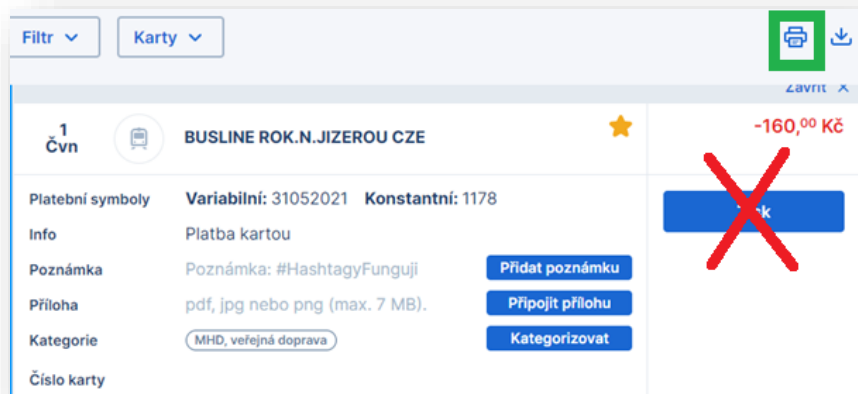 Filtr Karty
Zavřít ×
1
Čvn
BUSLINE ROK.N.JIZEROU CZE
-160,00 Kč
Platební symboly Variabilní: 31052021 Konstantní: 1178
Info Platba kartou
Poznámka Poznámka: #HashtagyFunguji Přidat poznámku
Příloha pdf, jpg nebo png (max. 7 MB). Připojit přílohu
Kategorie MHD, veřejná doprava Kategorizovat
Číslo karty